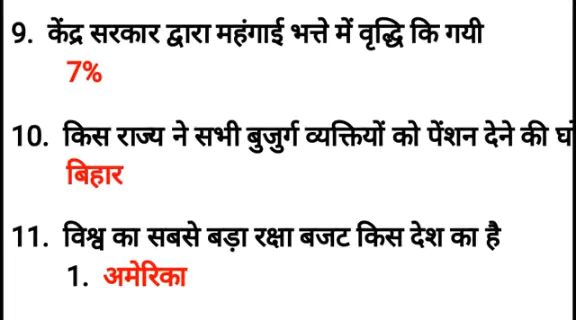 9. केंद्र सरकार द्वारा महंगाई भत्ते में वृद्धि कि गयी
7%
10. किस राज्य ने सभी बुजुर्ग व्यक्तियों को पेंशन देने की घो
बिहार
11. विश्व का सबसे बड़ा रक्षा बजट किस देश का है
1. अमेरिका